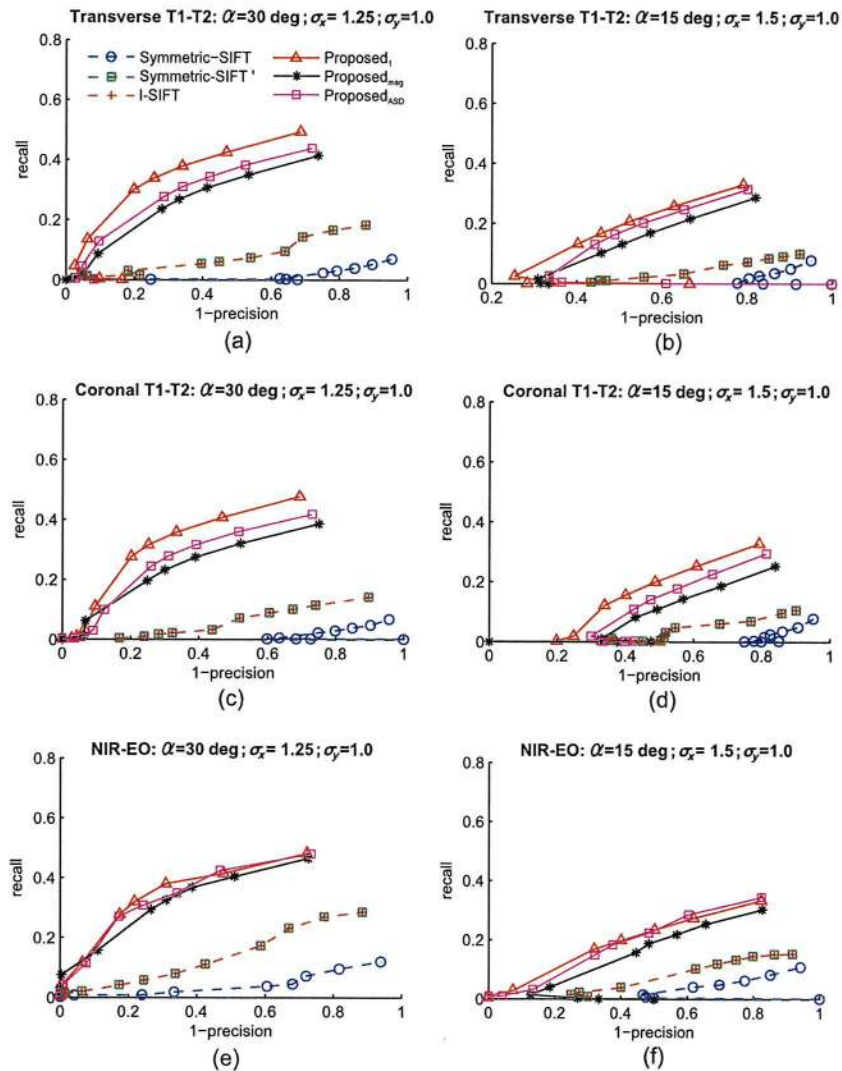 Transverse T1-T2: α=30 deg; σx= 1.25; σy=1.0
Symmetric-SIFT
Symmetric-SIFT '
I-SIFT
Proposed1
Proposedmag
ProposedASD
recall
0.8
0.6
0.4
0.2
0
0 0.2 0.4 0.6 0.8 1
1-precision
(a)
Transverse T1-T2: α=15 deg; σx= 1.5; σy=1.0
recall
0.8
0.6
0.4
0.2
0
0.2 0.4 0.6 0.8 1
1-precision
(b)
Coronal T1-T2: α=30 deg; σx= 1.25; σy=1.0
recall
0.8
0.6
0.4
0.2
0
0 0.2 0.4 0.6 0.8 1
1-precision
(c)
Coronal T1-T2: α=15 deg; σx= 1.5; σy=1.0
recall
0.8
0.6
0.4
0.2
0
0 0.2 0.4 0.6 0.8 1
1-precision
(d)
NIR-EO: α=30 deg; σx= 1.25; σy=1.0
recall
0.8
0.6
0.4
0.2
0
0 0.2 0.4 0.6 0.8 1
1-precision
(e)
NIR-EO: α=15 deg; σx= 1.5; σy=1.0
recall
0.8
0.6
0.4
0.2
0
0 0.2 0.4 0.6 0.8 1
1-precision
(f)